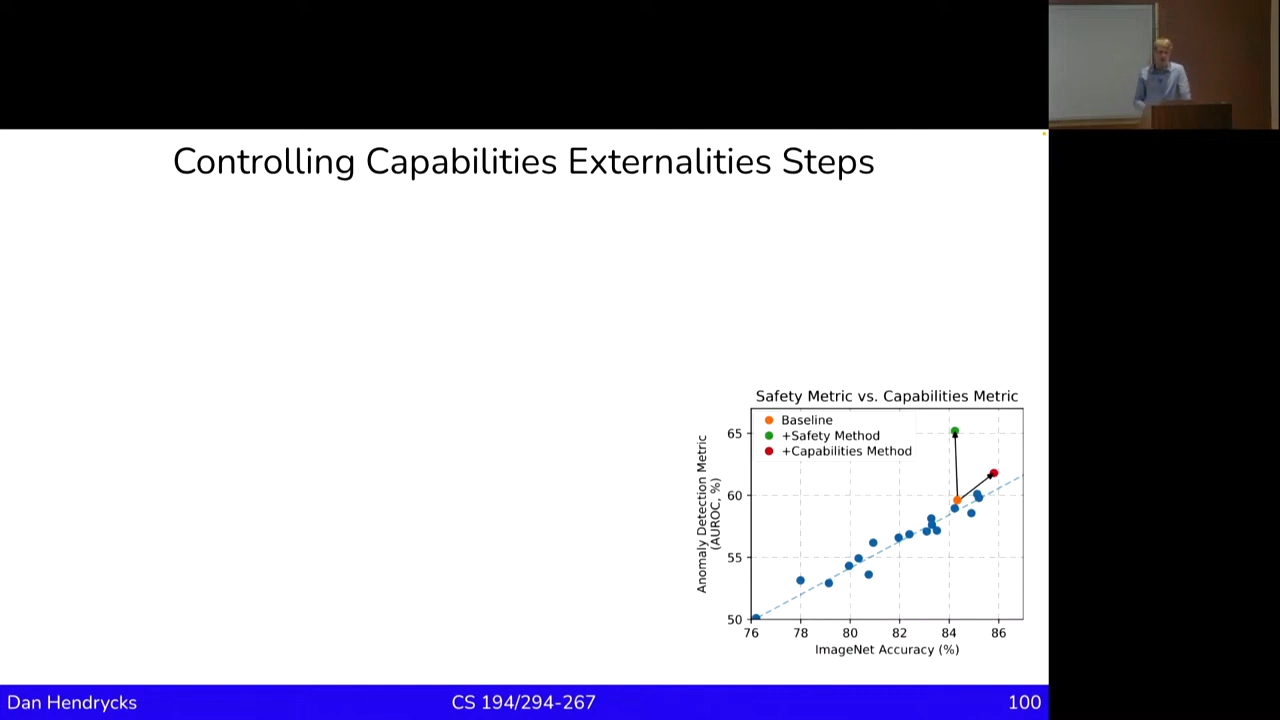 Controlling Capabilities Externalities Steps
Safety Metric vs. Capabilities Metric
Baseline
+Safety Method
+Capabilities Method
Anomaly Detection Metric
(AUROC, %)
65
60
55
50
76 78 80 82 84 86
ImageNet Accuracy (%)
Dan Hendrycks CS 194/294-267 100